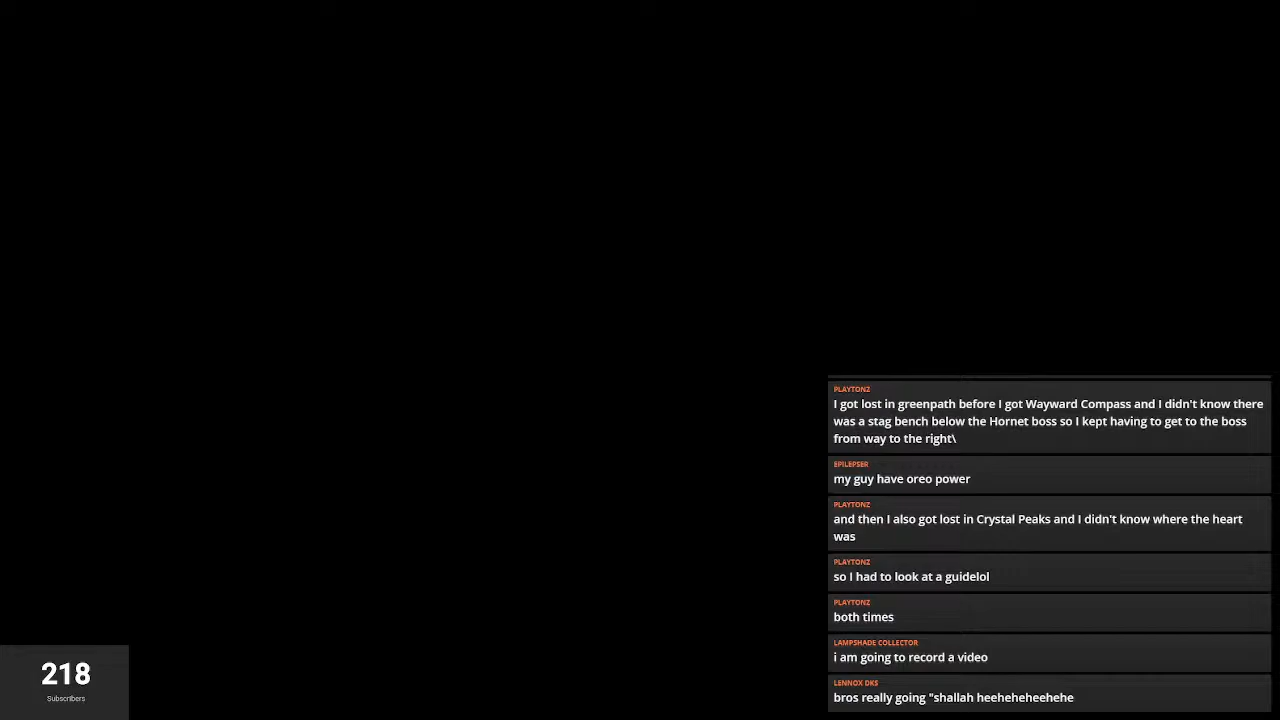 PLAYTONZ
I got lost in greenpath before I got Wayward Compass and I didn't know there
was a stag bench below the Hornet boss so I kept having to get to the boss
from way to the right\
EPILEPSER
my guy have oreo power
PLAYTONZ
and then I also got lost in Crystal Peaks and I didn't know where the heart
was
PLAYTONZ
so I had to look at a guidelol
PLAYTONZ
both times
LAMPSHADE COLLECTOR
i am going to record a video
LENNOX DKS
bros really going "shallah heeheheheehehe
218
Subscribers